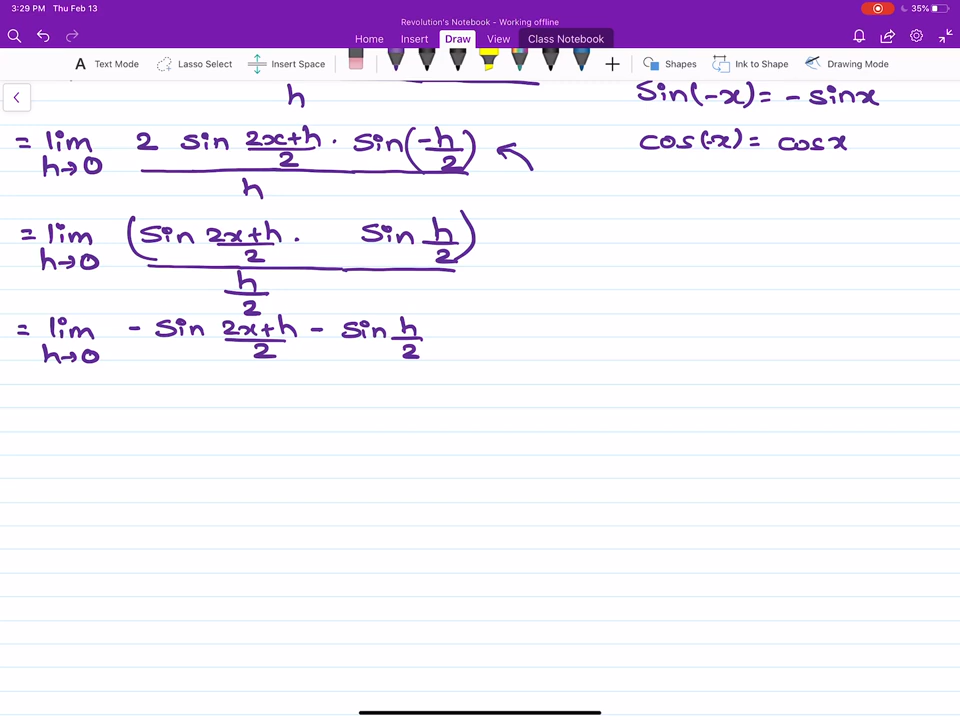 3:29 PM Thu Feb 13
35%
Revolution's Notebook - Working offline
Home Insert Draw View Class Notebook
A Text Mode Lasso Select Insert Space Shapes Ink to Shape Drawing Mode
h
sin(-x) = - sinx
= lim h→0 2 sin 2x+h/2 · sin(-h/2) / h
cos(-x) = cosx
= lim h→0 (sin 2x+h/2 · sin h/2) / h/2
= lim h→0 - sin 2x+h/2 - sin h/2